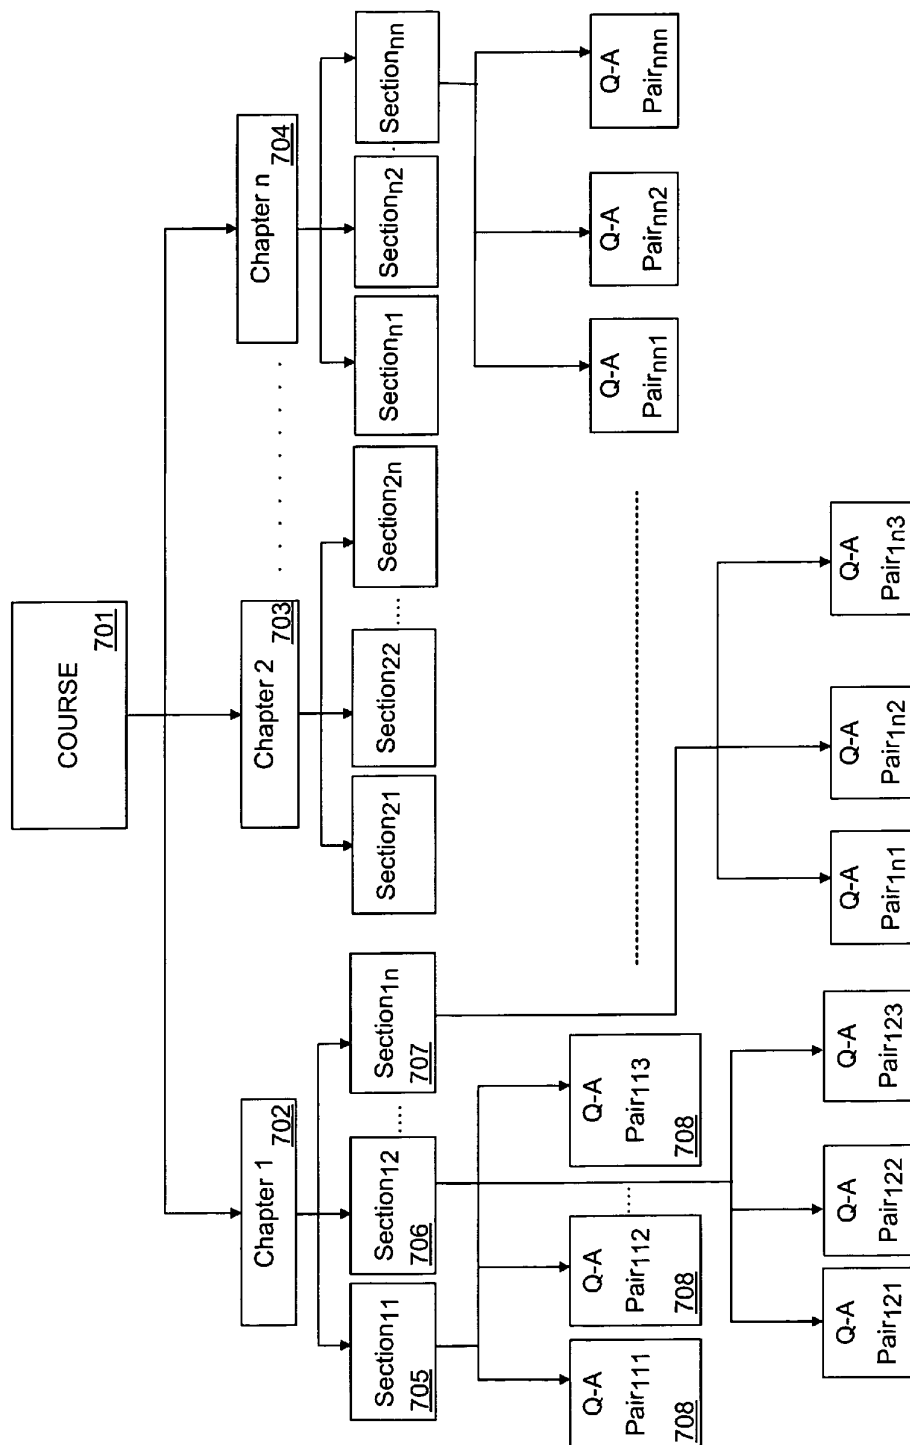 COURSE
701
Chapter 1
702
Chapter 2
703
. . . . . . . . . .
Chapter n
704
Section11
705
Section12
706
.....
Section1n
707
Section21
Section22
.....
Section2n
Sectionn1
Sectionn2
..
Sectionnn
Q-A
Pair111
708
Q-A
Pair112
708
.....
Q-A
Pair113
708
Q-A
Pairnn1
Q-A
Pairnn2
Q-A
Pairnnn
Q-A
Pair121
Q-A
Pair122
Q-A
Pair123
Q-A
Pair1n1
Q-A
Pair1n2
Q-A
Pair1n3